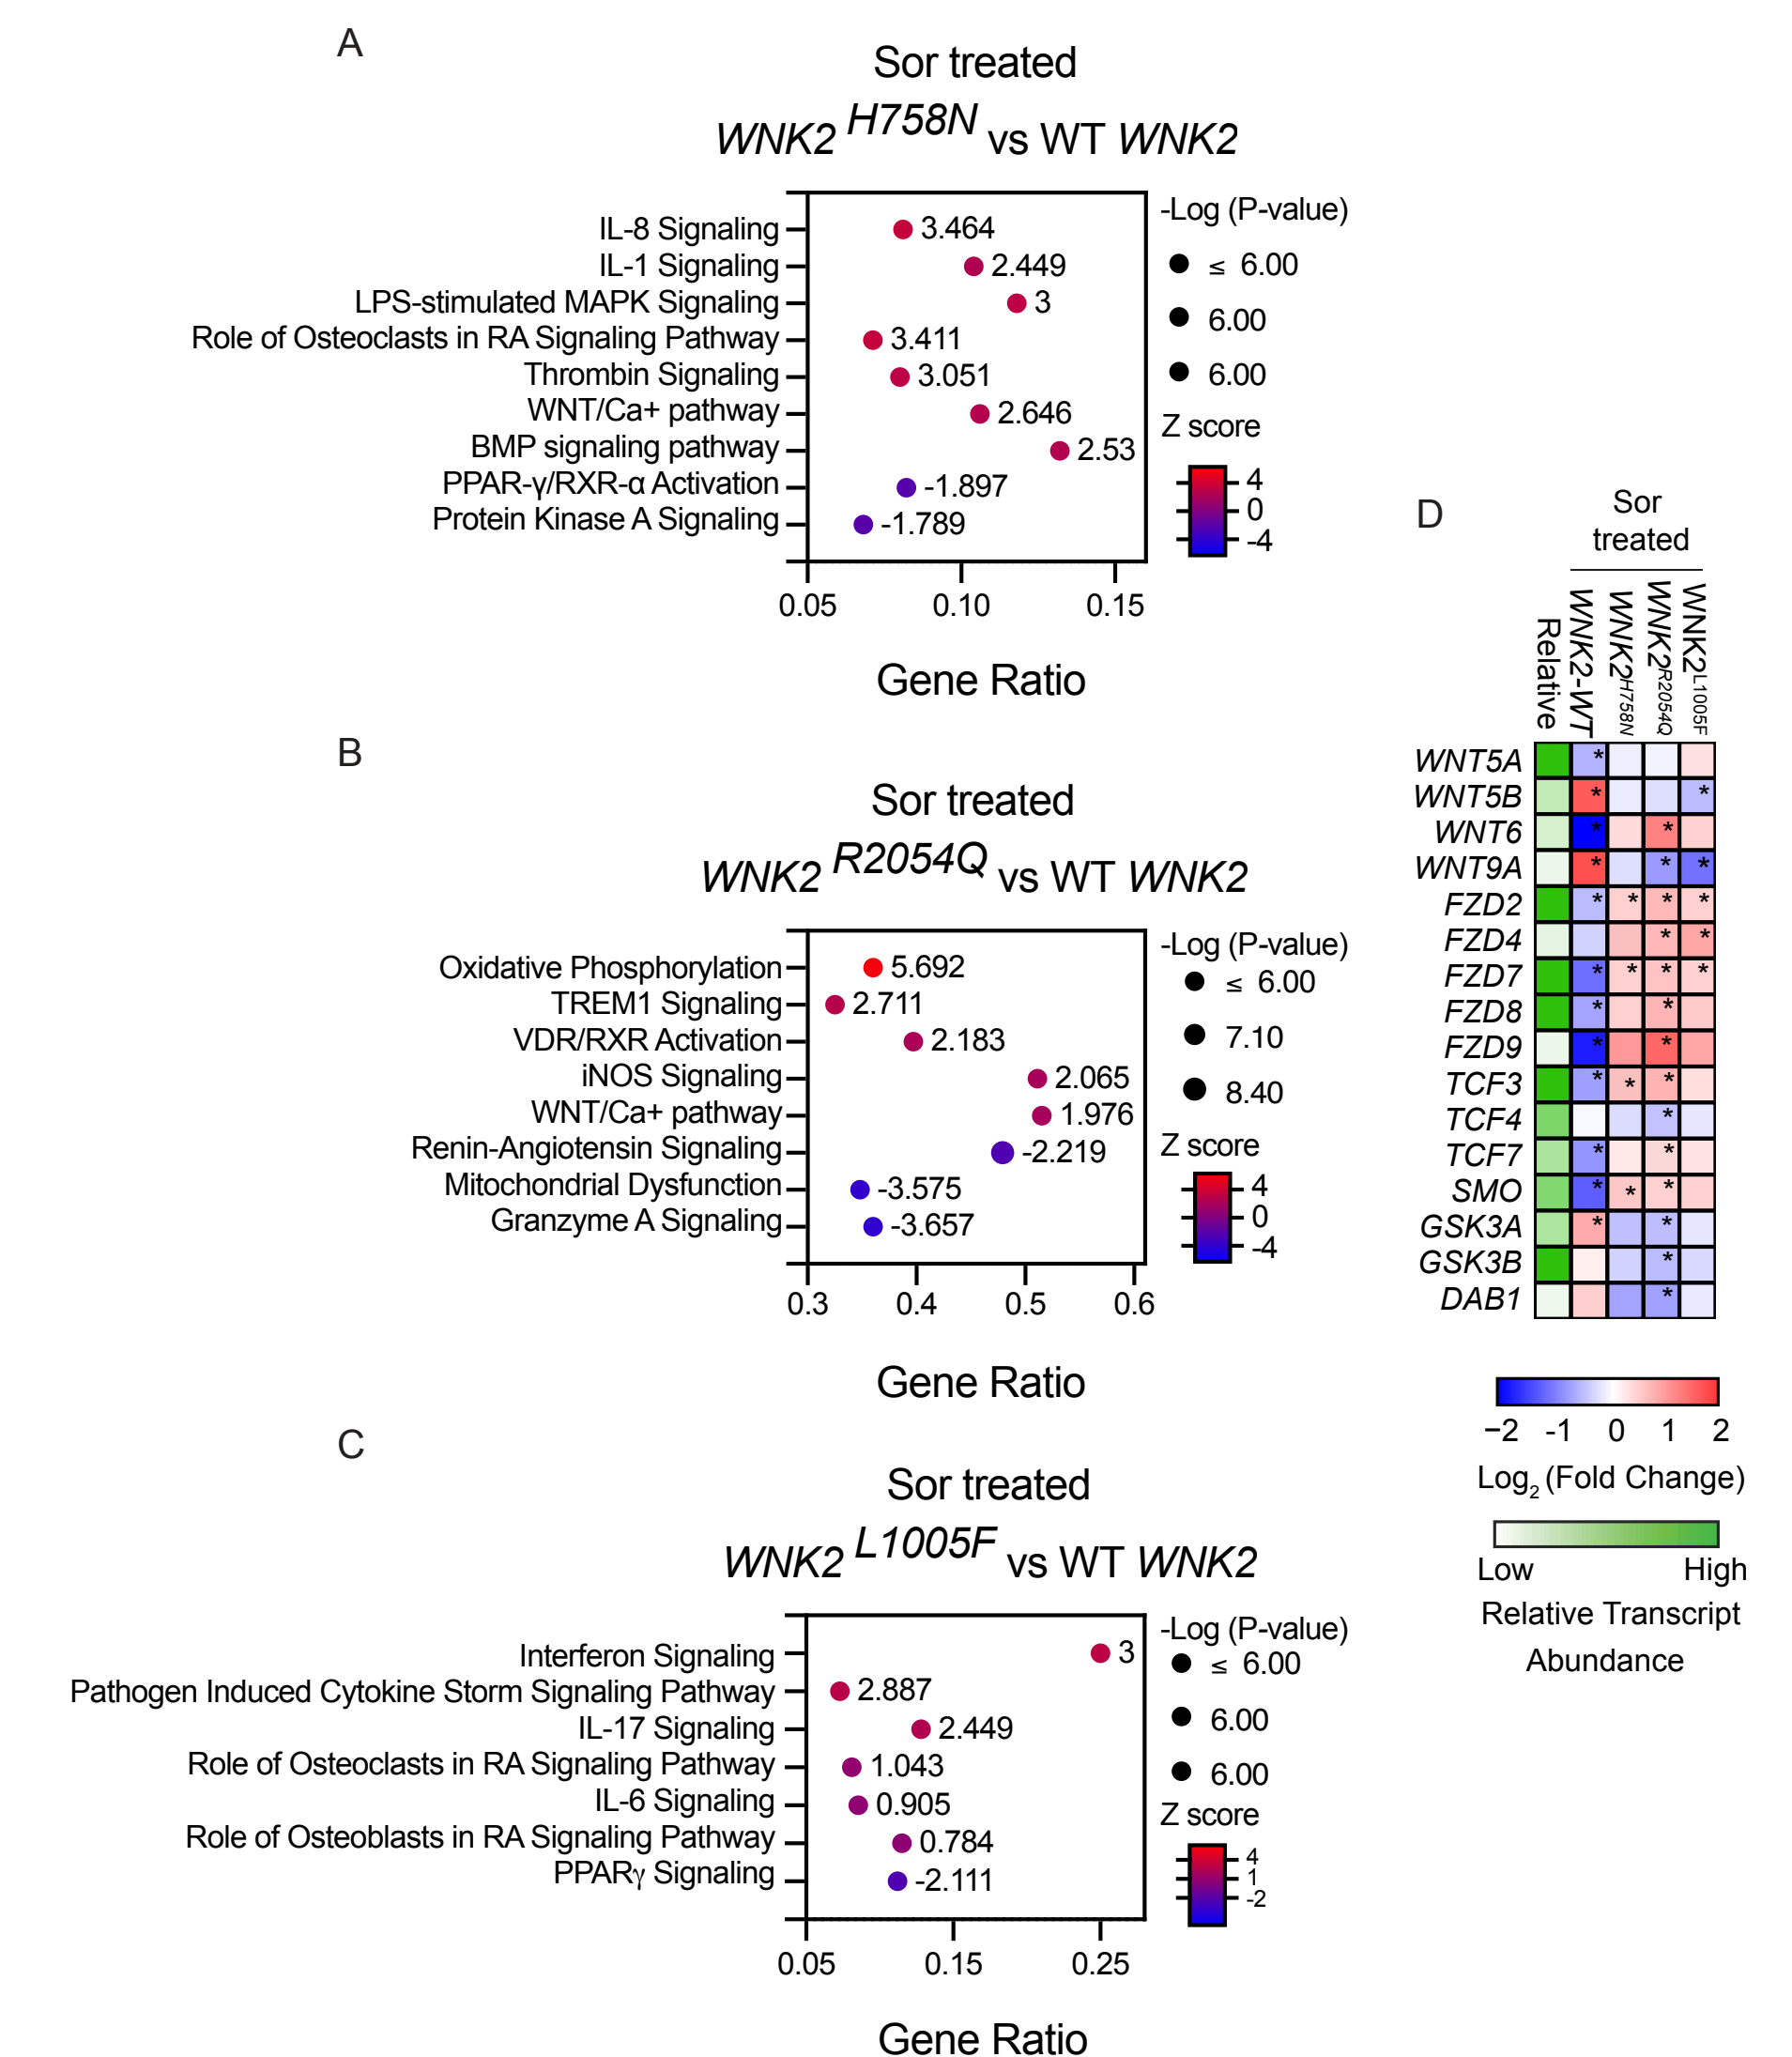 A
Sor treated
WNK2 H758N vs WT WNK2
IL-8 Signaling
IL-1 Signaling
LPS-stimulated MAPK Signaling
Role of Osteoclasts in RA Signaling Pathway
Thrombin Signaling
WNT/Ca+ pathway
BMP signaling pathway
PPAR-γ/RXR-α Activation
Protein Kinase A Signaling
3.464
2.449
3
3.411
3.051
2.646
2.53
-1.897
-1.789
0.05 0.10 0.15
Gene Ratio
-Log (P-value)
≤ 6.00
6.00
6.00
Z score
4
0
-4
B
Sor treated
WNK2 R2054Q vs WT WNK2
Oxidative Phosphorylation
TREM1 Signaling
VDR/RXR Activation
iNOS Signaling
WNT/Ca+ pathway
Renin-Angiotensin Signaling
Mitochondrial Dysfunction
Granzyme A Signaling
5.692
2.711
2.183
2.065
1.976
-2.219
-3.575
-3.657
0.3 0.4 0.5 0.6
Gene Ratio
-Log (P-value)
≤ 6.00
7.10
8.40
Z score
4
0
-4
C
Sor treated
WNK2 L1005F vs WT WNK2
Interferon Signaling
Pathogen Induced Cytokine Storm Signaling Pathway
IL-17 Signaling
Role of Osteoclasts in RA Signaling Pathway
IL-6 Signaling
Role of Osteoblasts in RA Signaling Pathway
PPARγ Signaling
3
2.887
2.449
1.043
0.905
0.784
-2.111
0.05 0.15 0.25
Gene Ratio
-Log (P-value)
≤ 6.00
6.00
6.00
Z score
4
1
-2
D
Sor
treated
Relative
WNK2-WT
WNK2H758N
WNK2R2054Q
WNK2L1005F
WNT5A *
WNT5B * *
WNT6 * *
WNT9A * * *
FZD2 * * * *
FZD4 * *
FZD7 * * * *
FZD8 * *
FZD9 * *
TCF3 * * *
TCF4 *
TCF7 * *
SMO * * *
GSK3A * *
GSK3B *
DAB1 *
−2 -1 0 1 2
Log2 (Fold Change)
Low High
Relative Transcript
Abundance